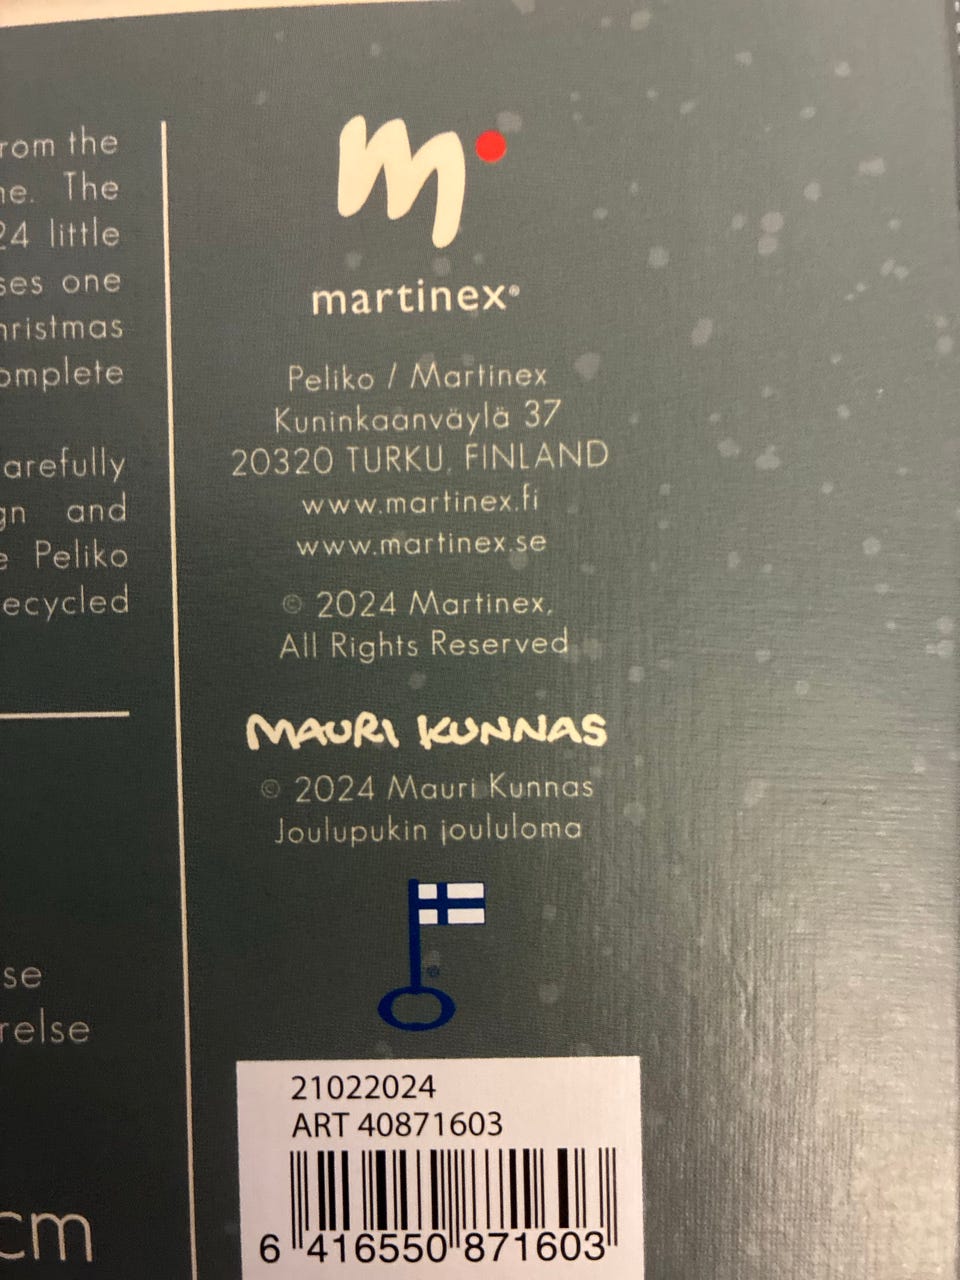 rom the
ne. The
24 little
ses one
hristmas
omplete
arefully
gn and
e Peliko
ecycled
se
relse
cm
m
martinex®
Peliko / Martinex
Kuninkaanväylä 37
20320 TURKU, FINLAND
www.martinex.fi
www.martinex.se
© 2024 Martinex,
All Rights Reserved
MAURI KUNNAS
© 2024 Mauri Kunnas
Joulupukin joululoma
®
21022024
ART 40871603
6 416550 871603